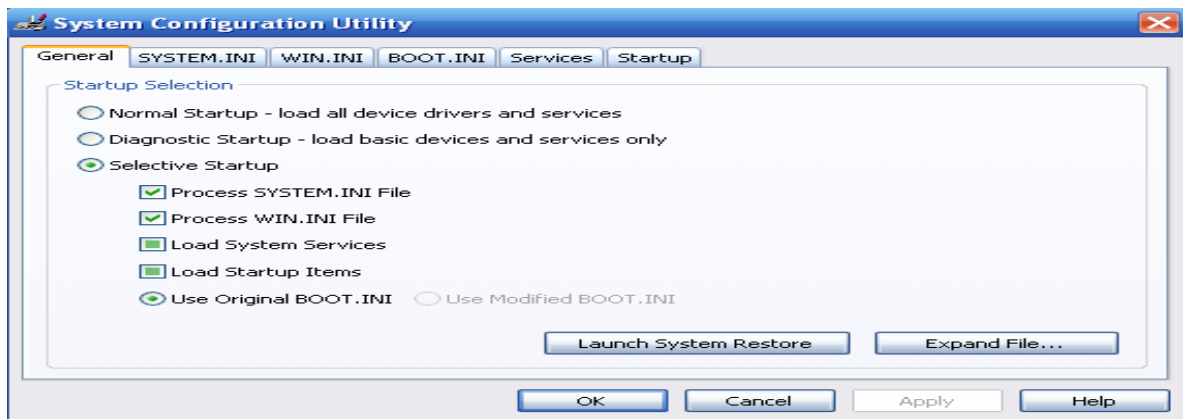 System Configuration Utility
General SYSTEM.INI WIN.INI BOOT.INI Services Startup
Startup Selection
Normal Startup - load all device drivers and services
Diagnostic Startup - load basic devices and services only
Selective Startup
Process SYSTEM.INI File
Process WIN.INI File
Load System Services
Load Startup Items
Use Original BOOT.INI Use Modified BOOT.INI
Launch System Restore Expand File...
OK Cancel Apply Help